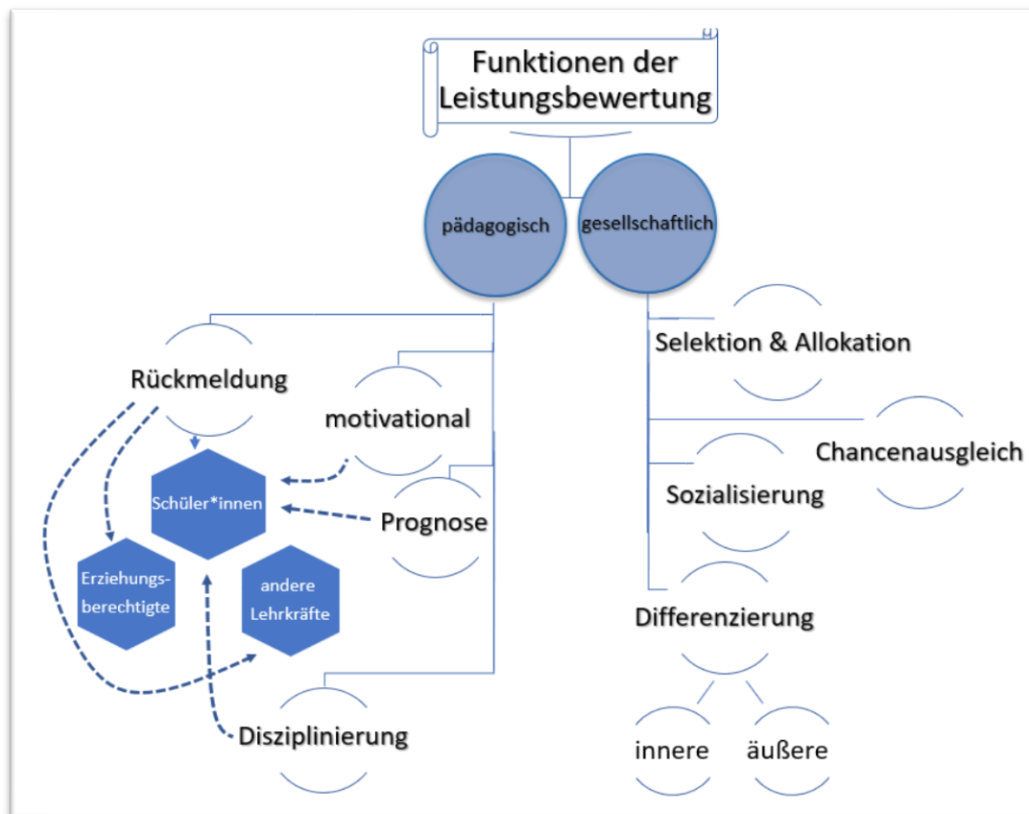 Funktionen der
Leistungsbewertung
pädagogisch
gesellschaftlich
Rückmeldung
motivational
Prognose
Schüler*innen
Erziehungs-
berechtigte
andere
Lehrkräfte
Disziplinierung
Selektion & Allokation
Chancenausgleich
Sozialisierung
Differenzierung
innere
äußere